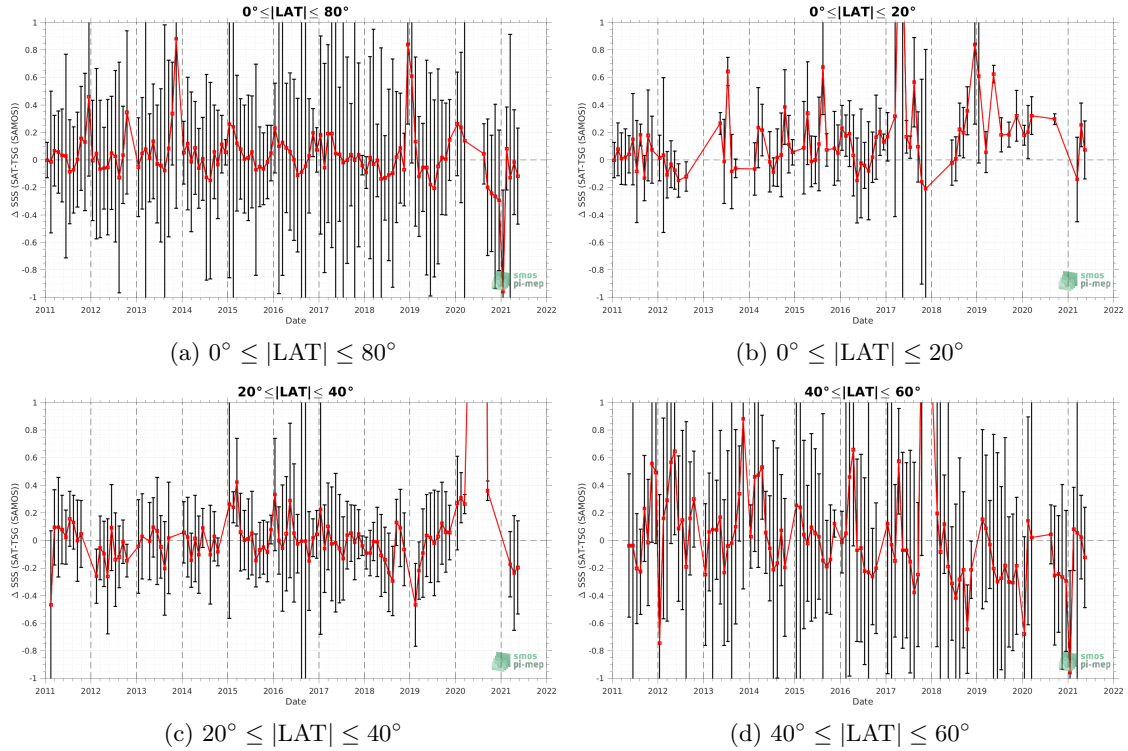 0°≤|LAT|≤ 80°
Δ SSS (SAT-TSG (SAMOS))
1
0.8
0.6
0.4
0.2
0
-0.2
-0.4
-0.6
-0.8
-1
smos
pi-mep
2011 2012 2013 2014 2015 2016 2017 2018 2019 2020 2021 2022
Date
(a) 0° ≤ |LAT| ≤ 80°
0°≤|LAT|≤ 20°
Δ SSS (SAT-TSG (SAMOS))
1
0.8
0.6
0.4
0.2
0
-0.2
-0.4
-0.6
-0.8
-1
smos
pi-mep
2011 2012 2013 2014 2015 2016 2017 2018 2019 2020 2021 2022
Date
(b) 0° ≤ |LAT| ≤ 20°
20°≤|LAT|≤ 40°
Δ SSS (SAT-TSG (SAMOS))
1
0.8
0.6
0.4
0.2
0
-0.2
-0.4
-0.6
-0.8
-1
smos
pi-mep
2011 2012 2013 2014 2015 2016 2017 2018 2019 2020 2021 2022
Date
(c) 20° ≤ |LAT| ≤ 40°
40°≤|LAT|≤ 60°
Δ SSS (SAT-TSG (SAMOS))
1
0.8
0.6
0.4
0.2
0
-0.2
-0.4
-0.6
-0.8
-1
smos
pi-mep
2011 2012 2013 2014 2015 2016 2017 2018 2019 2020 2021 2022
Date
(d) 40° ≤ |LAT| ≤ 60°